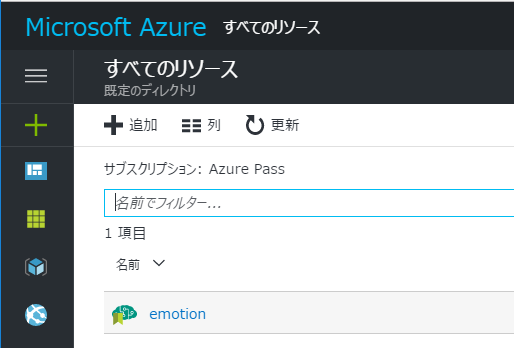 Microsoft Azure すべてのリソース
すべてのリソース
既定のディレクトリ
追加 列 更新
サブスクリプション: Azure Pass
名前でフィルター...
1 項目
名前
emotion